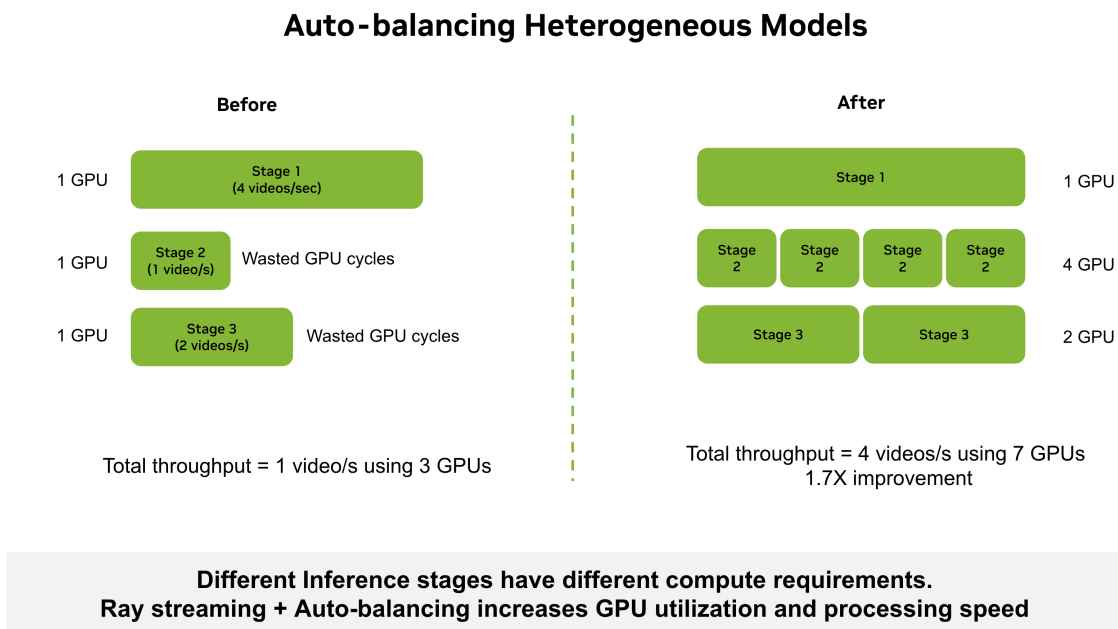 Auto-balancing Heterogeneous Models
Before
1 GPU
Stage 1
(4 videos/sec)
1 GPU
Stage 2
(1 video/s)
Wasted GPU cycles
1 GPU
Stage 3
(2 videos/s)
Wasted GPU cycles
Total throughput = 1 video/s using 3 GPUs
After
Stage 1
1 GPU
Stage
2
Stage
2
Stage
2
Stage
2
4 GPU
Stage 3
Stage 3
2 GPU
Total throughput = 4 videos/s using 7 GPUs
1.7X improvement
Different Inference stages have different compute requirements.
Ray streaming + Auto-balancing increases GPU utilization and processing speed